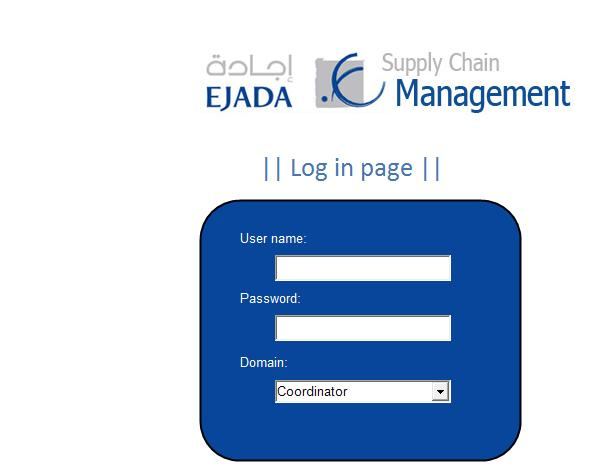 إجادة
EJADA
Supply Chain
Management
|| Log in page ||
User name:
Password:
Domain:
Coordinator